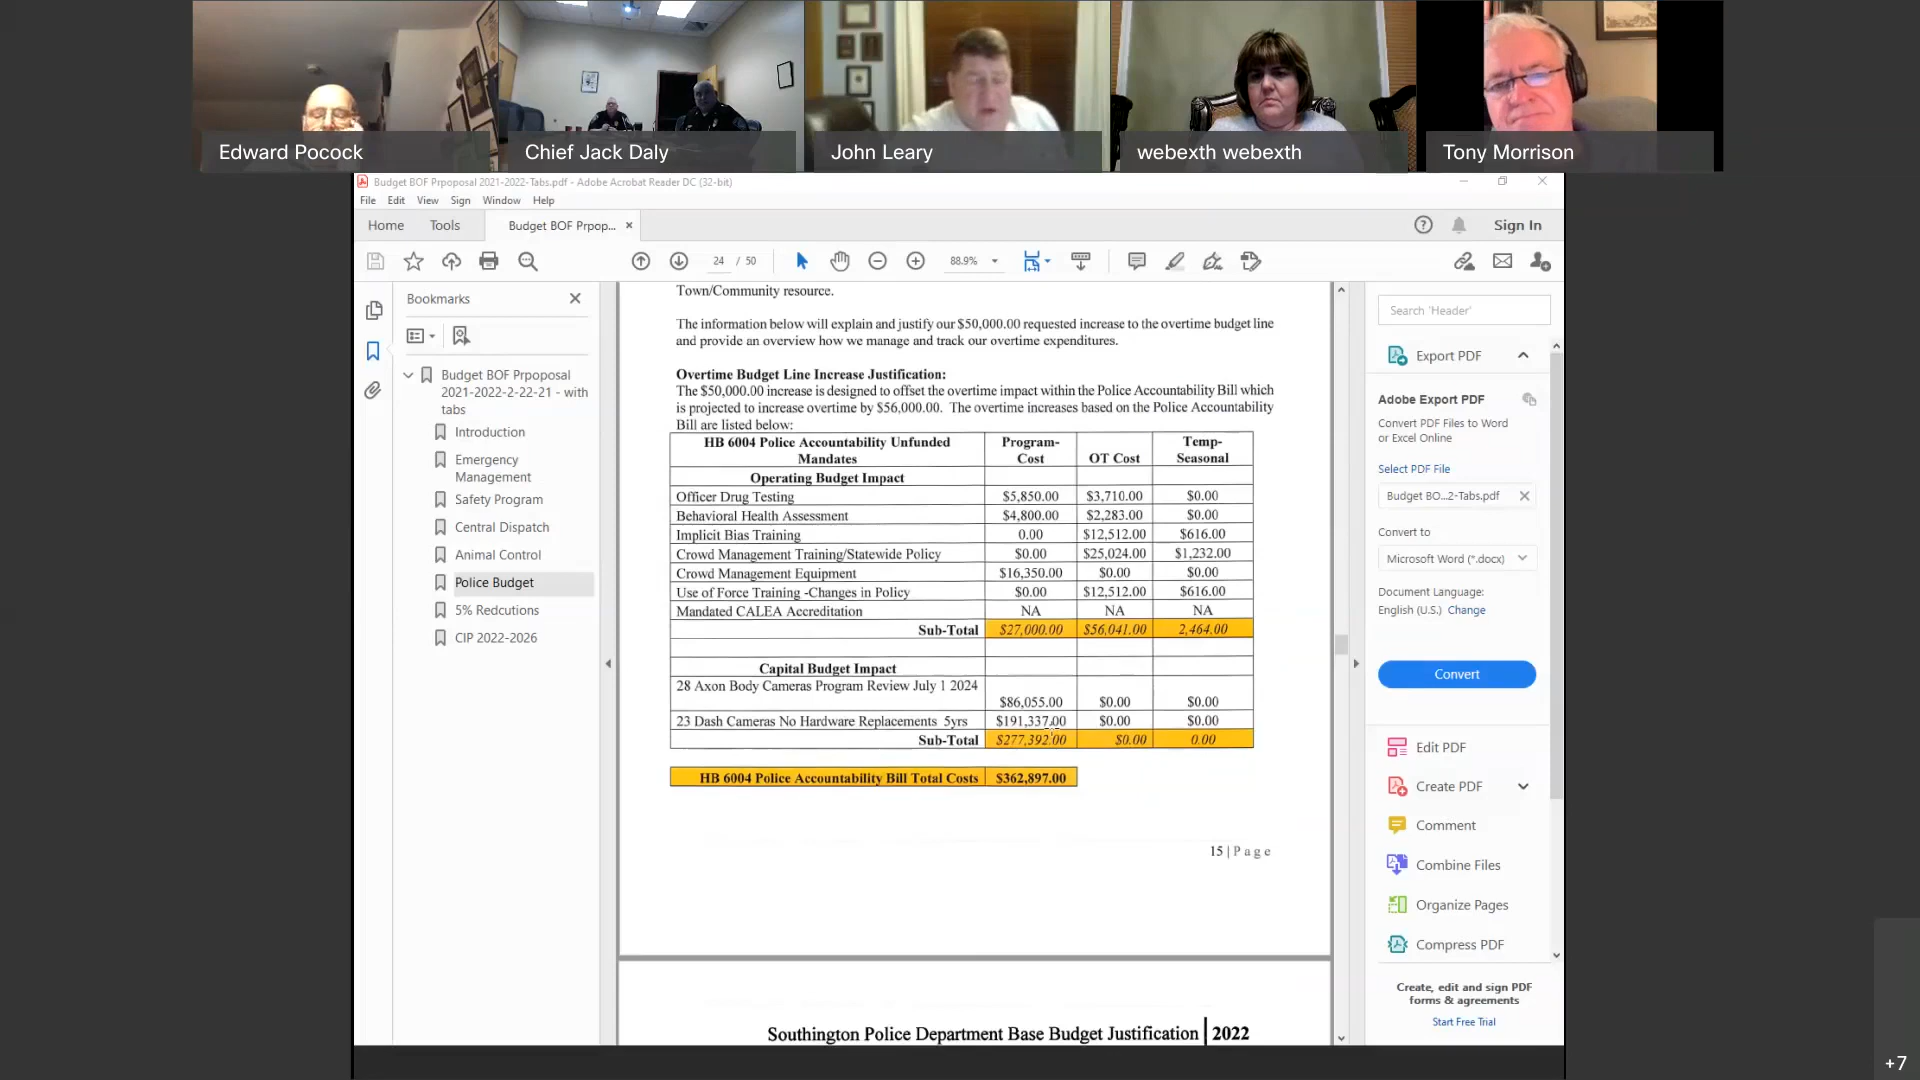 Edward Pocock
Chief Jack Daly
John Leary
webexth webexth
Tony Morrison
Budget BOF Prpoposal 2021-2022-Tabs.pdf - Adobe Acrobat Reader DC (32-bit)
File Edit View Sign Window Help
Home Tools Budget BOF Prpop... × Sign In
24 / 50 88.9%
Bookmarks
Budget BOF Prpoposal
2021-2022-2-22-21 - with
tabs
Introduction
Emergency
Management
Safety Program
Central Dispatch
Animal Control
Police Budget
5% Redcutions
CIP 2022-2026
Town/Community resource.
The information below will explain and justify our $50,000.00 requested increase to the overtime budget line
and provide an overview how we manage and track our overtime expenditures.
Overtime Budget Line Increase Justification:
The $50,000.00 increase is designed to offset the overtime impact within the Police Accountability Bill which
is projected to increase overtime by $56,000.00. The overtime increases based on the Police Accountability
Bill are listed below:
HB 6004 Police Accountability Unfunded Mandates Program-Cost OT Cost Temp-Seasonal
Operating Budget Impact
Officer Drug Testing $5,850.00 $3,710.00 $0.00
Behavioral Health Assessment $4,800.00 $2,283.00 $0.00
Implicit Bias Training 0.00 $12,512.00 $616.00
Crowd Management Training/Statewide Policy $0.00 $25,024.00 $1,232.00
Crowd Management Equipment $16,350.00 $0.00 $0.00
Use of Force Training -Changes in Policy $0.00 $12,512.00 $616.00
Mandated CALEA Accreditation NA NA NA
Sub-Total $27,000.00 $56,041.00 2,464.00
Capital Budget Impact
28 Axon Body Cameras Program Review July 1 2024 $86,055.00 $0.00 $0.00
23 Dash Cameras No Hardware Replacements 5yrs $191,337.00 $0.00 $0.00
Sub-Total $277,392.00 $0.00 0.00
HB 6004 Police Accountability Bill Total Costs $362,897.00
15 | P a g e
Southington Police Department Base Budget Justification | 2022
Search 'Header'
Export PDF
Adobe Export PDF
Convert PDF Files to Word
or Excel Online
Select PDF File
Budget BO...2-Tabs.pdf
Convert to
Microsoft Word (*.docx)
Document Language:
English (U.S.) Change
Convert
Edit PDF
Create PDF
Comment
Combine Files
Organize Pages
Compress PDF
Create, edit and sign PDF
forms & agreements
Start Free Trial
+7